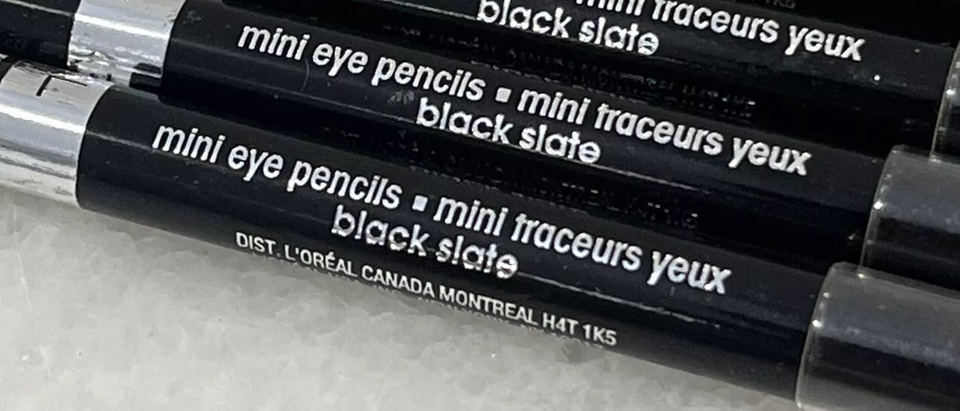 mini traceurs yeux
black slate
mini eye pencils ▪ mini traceurs yeux
black slate
mini eye pencils ▪ mini traceurs yeux
black slate
DIST. L'ORÉAL CANADA MONTREAL H4T 1K5